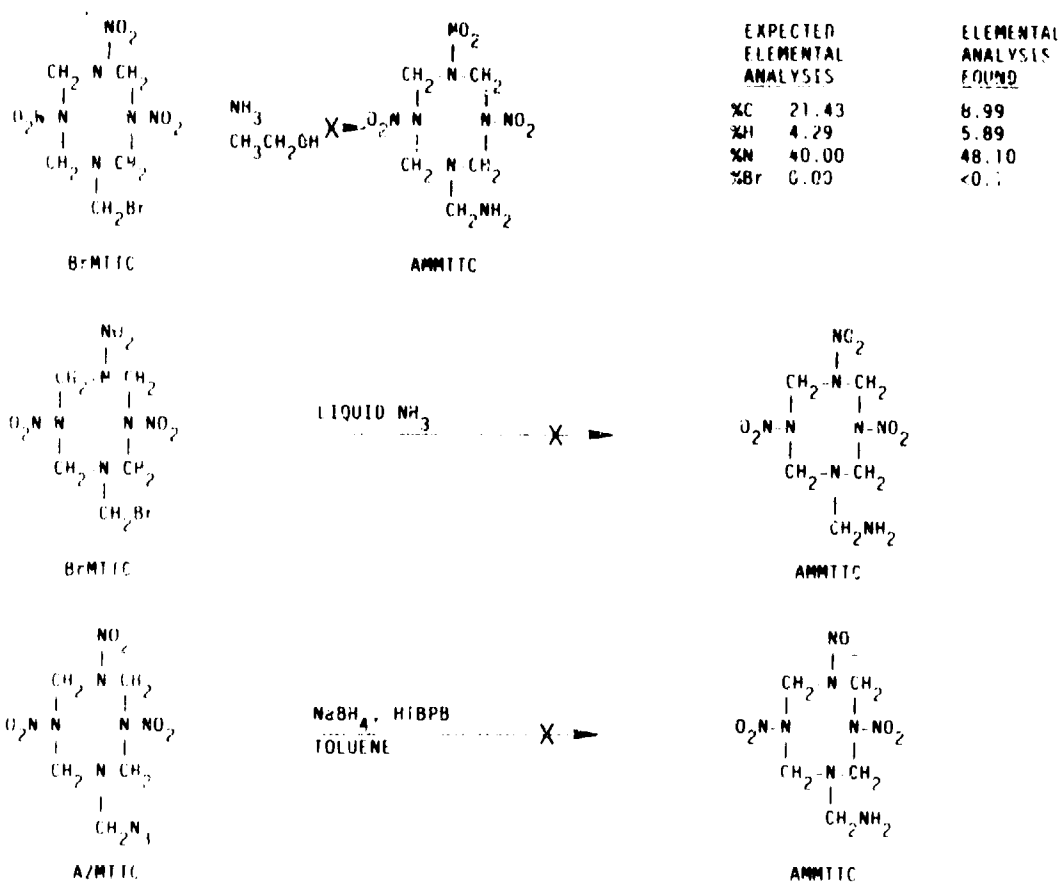 NO2
CH2 N CH2
O2N N N NO2
CH2 N CH2
CH2Br
BrMTTC
NH3
CH3CH2OH
X
NO2
CH2-N-CH2
O2N N N-NO2
CH2 N CH2
CH2NH2
AMMTTC
EXPECTED ELEMENTAL
ELEMENTAL ANALYSIS
ANALYSIS FOUND
%C 21.43 8.99
%H 4.29 5.89
%N 40.00 48.10
%Br 0.00
NO2
CH2 N CH2
O2N N N NO2
CH2 N CH2
CH2Br
BrMTTC
LIQUID NH3
X
NO2
CH2-N-CH2
O2N-N N-NO2
CH2-N-CH2
CH2NH2
AMMTTC
NO2
CH2 N CH2
O2N N N NO2
CH2 N CH2
CH2N3
AZMTTC
NaBH4, HTBPB
TOLUENE
X
NO
CH2 N CH2
O2N-N N-NO2
CH2-N-CH2
CH2NH2
AMMTTC